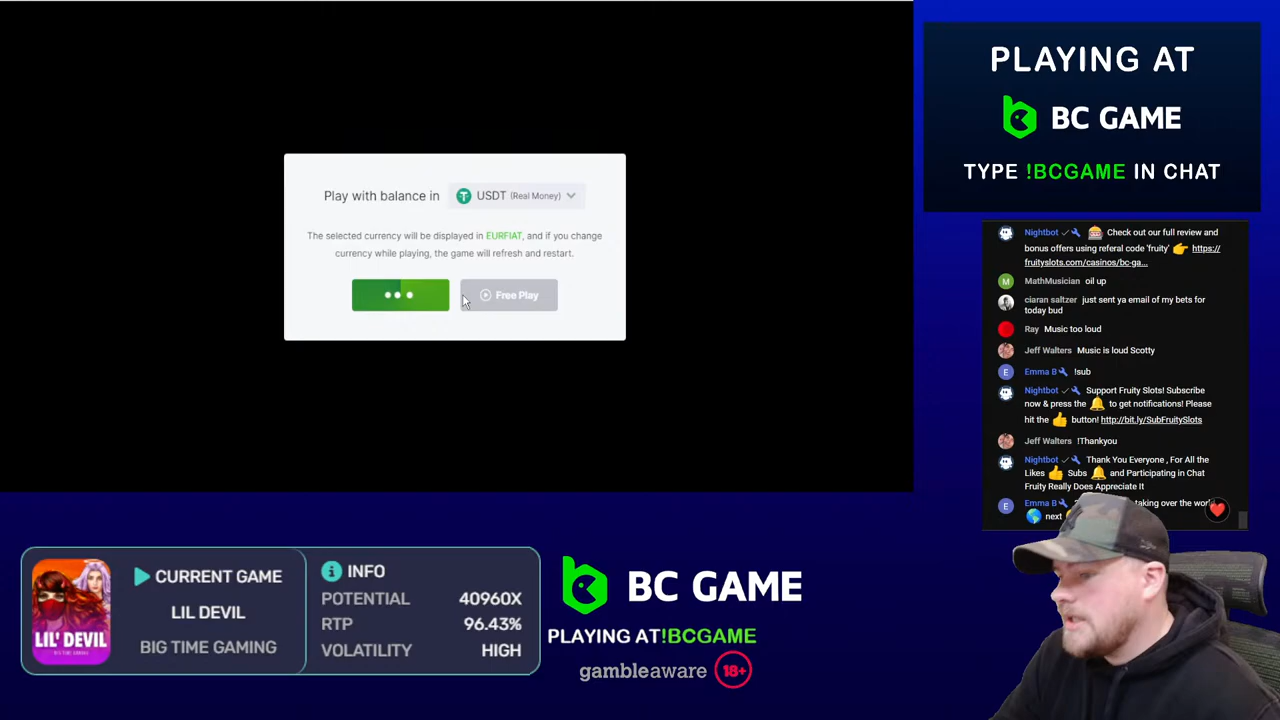 Play with balance in USDT (Real Money)
The selected currency will be displayed in EURFIAT, and if you change
currency while playing, the game will refresh and restart.
Free Play
PLAYING AT
BC GAME
TYPE !BCGAME IN CHAT
Nightbot Check out our full review and
bonus offers using referal code 'fruity' https://
fruityslots.com/casinos/bc-ga...
M MathMusician oil up
ciaran saltzer just sent ya email of my bets for
today bud
Ray Music too loud
Jeff Walters Music is loud Scotty
E Emma B !sub
Nightbot Support Fruity Slots! Subscribe
now & press the to get notifications! Please
hit the button! http://bit.ly/SubFruitySlots
Jeff Walters !Thankyou
Nightbot Thank You Everyone , For All the
Likes Subs and Participating in Chat
Fruity Really Does Appreciate It
E Emma B taking over the
next
LIL' DEVIL
BIG TIME GAMING
CURRENT GAME
LIL DEVIL
BIG TIME GAMING
INFO
POTENTIAL 40960X
RTP 96.43%
VOLATILITY HIGH
BC GAME
PLAYING AT!BCGAME
gambleaware 18+